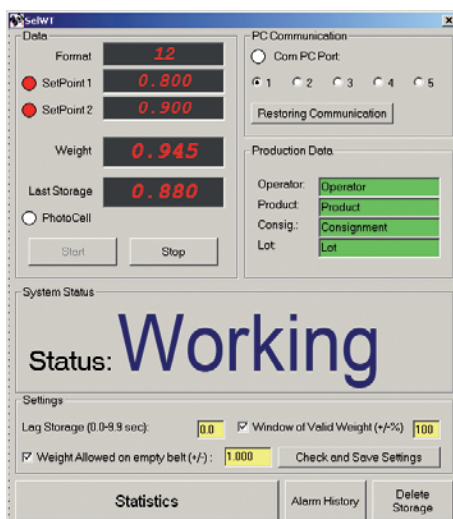 SelWT
Data
Format 12
SetPoint 1 0.800
SetPoint 2 0.900
Weight 0.945
Last Storage 0.880
PhotoCell
Start Stop
PC Communication
Com PC Port:
1 2 3 4 5
Restoring Communication
Production Data
Operator: Operator
Product: Product
Consig.: Consignment
Lot: Lot
System Status
Status: Working
Settings
Lag Storage (0.0-9.9 sec): 0.0 Window of Valid Weight (+/-%) 100
Weight Allowed on empty belt (+/-) : 1.000 Check and Save Settings
Statistics Alarm History Delete Storage